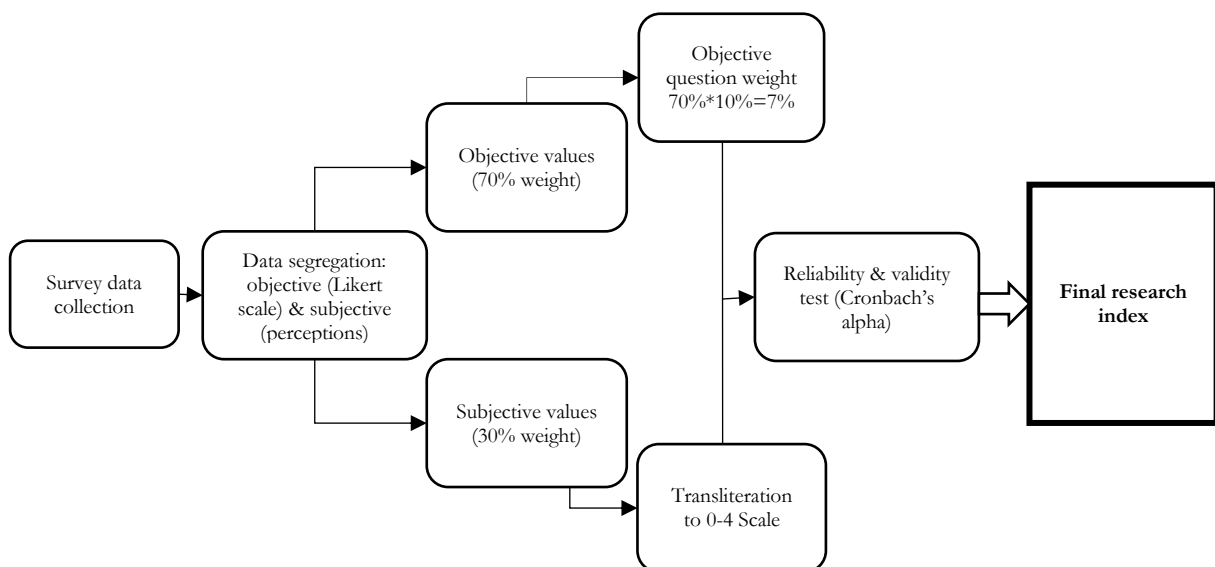 Survey data
collection
Data segregation:
objective (Likert
scale) & subjective
(perceptions)
Objective values
(70% weight)
Objective
question weight
70%*10%=7%
Subjective values
(30% weight)
Transliteration
to 0-4 Scale
Reliability & validity
test (Cronbach’s
alpha)
Final research
index